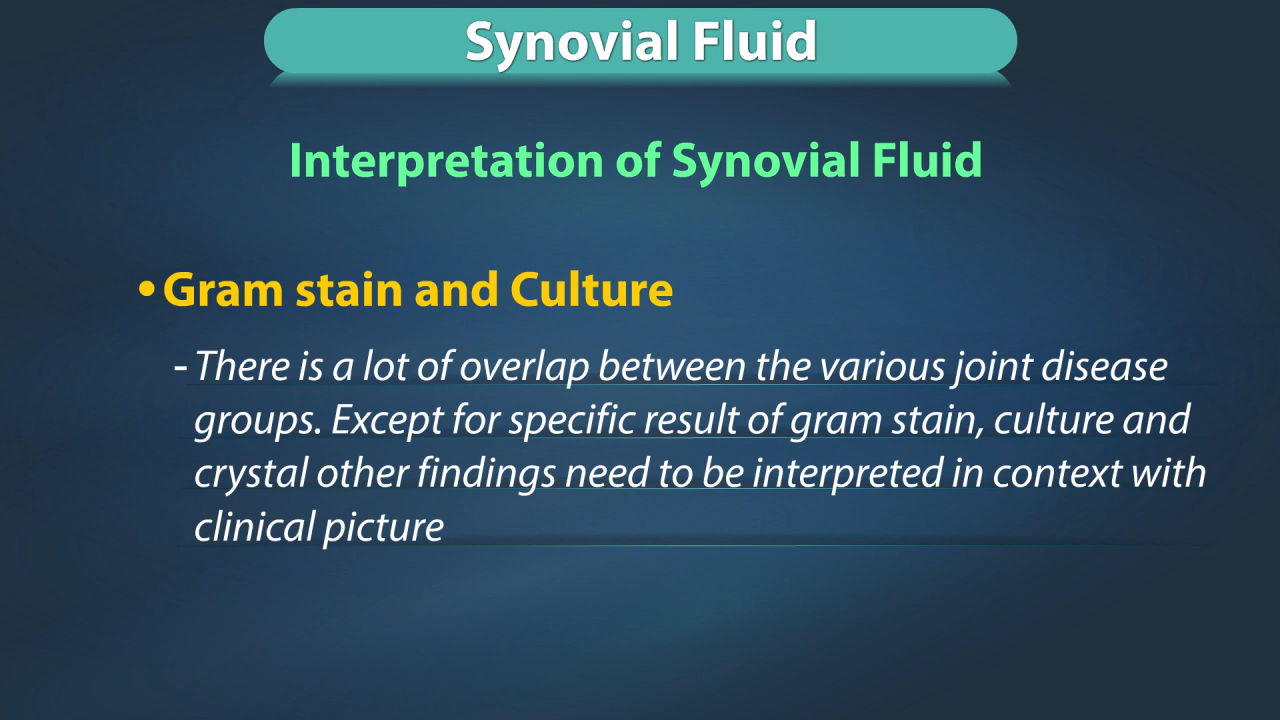 Synovial Fluid
Interpretation of Synovial Fluid
• Gram stain and Culture
- There is a lot of overlap between the various joint disease
groups. Except for specific result of gram stain, culture and
crystal other findings need to be interpreted in context with
clinical picture